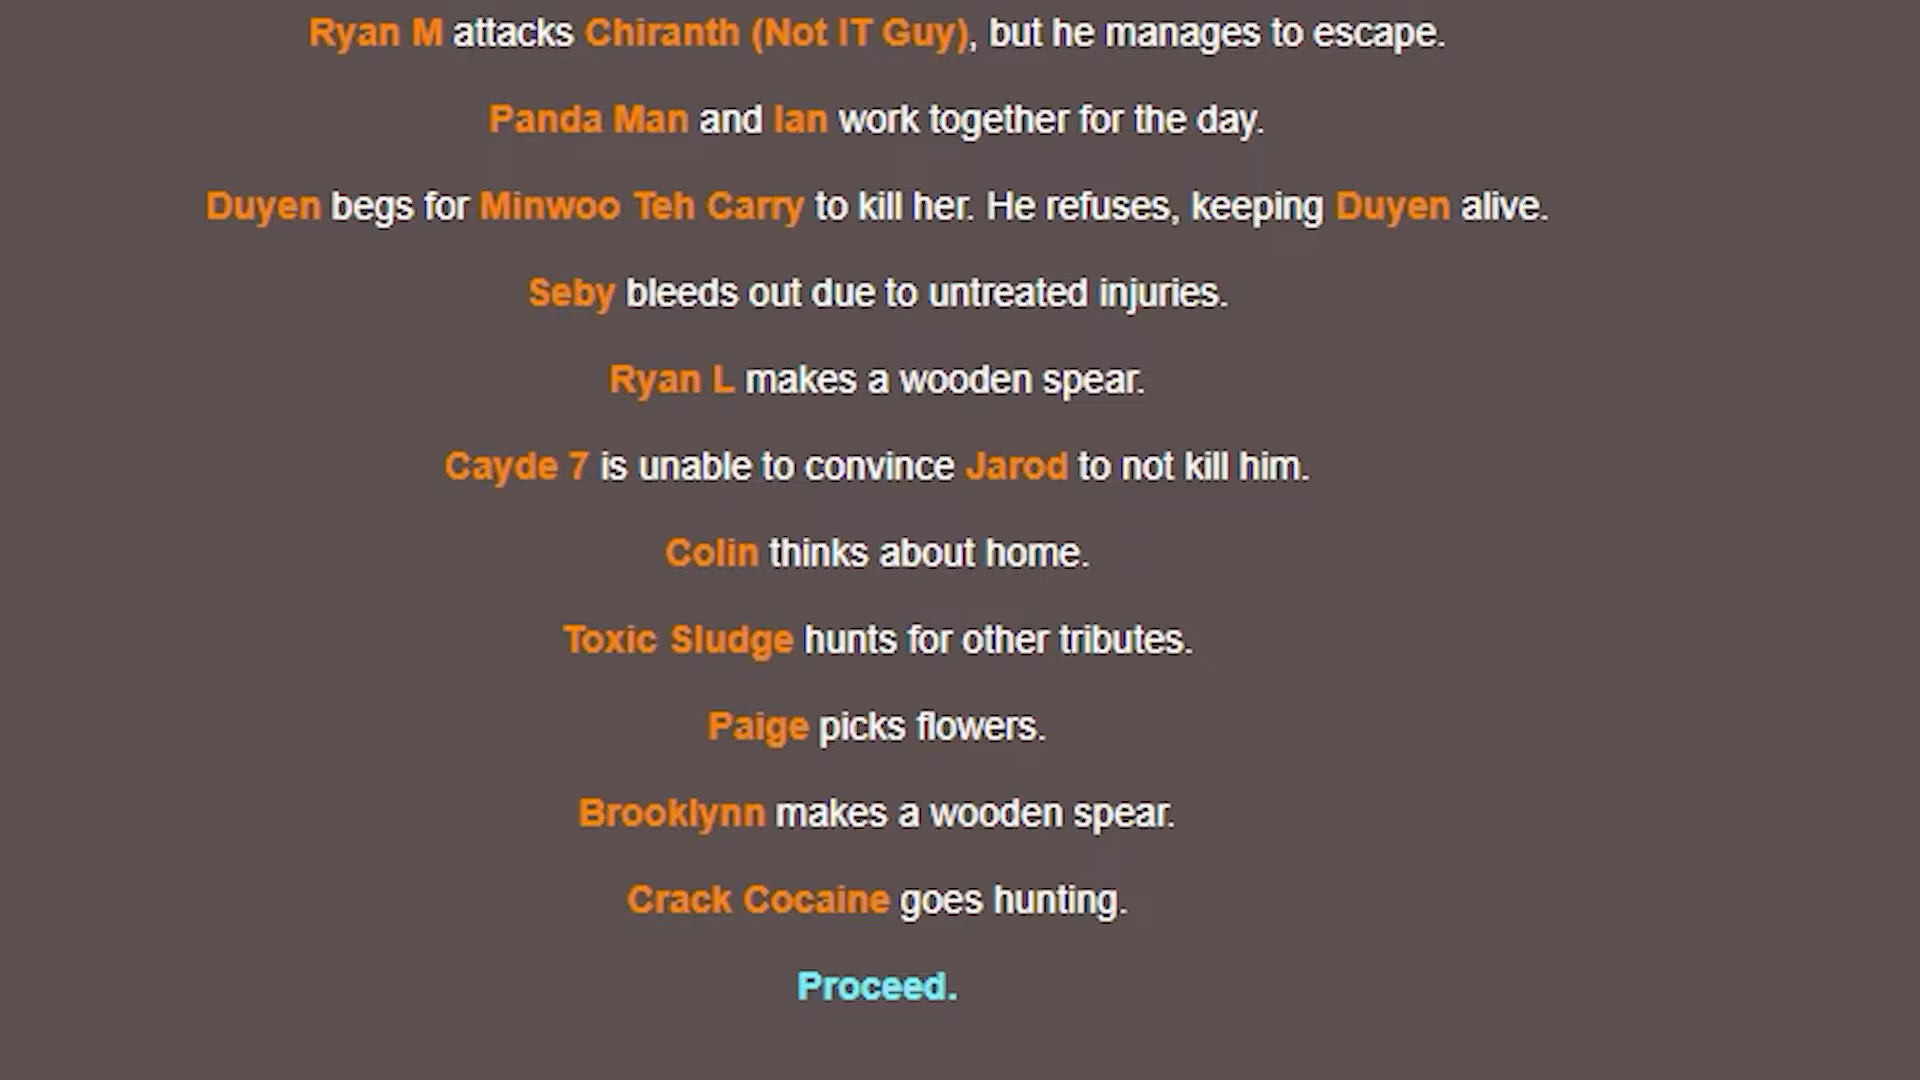 Ryan M attacks Chiranth (Not IT Guy), but he manages to escape.
Panda Man and Ian work together for the day.
Duyen begs for Minwoo Teh Carry to kill her. He refuses, keeping Duyen alive.
Seby bleeds out due to untreated injuries.
Ryan L makes a wooden spear.
Cayde 7 is unable to convince Jarod to not kill him.
Colin thinks about home.
Toxic Sludge hunts for other tributes.
Paige picks flowers.
Brooklynn makes a wooden spear.
Crack Cocaine goes hunting.
Proceed.